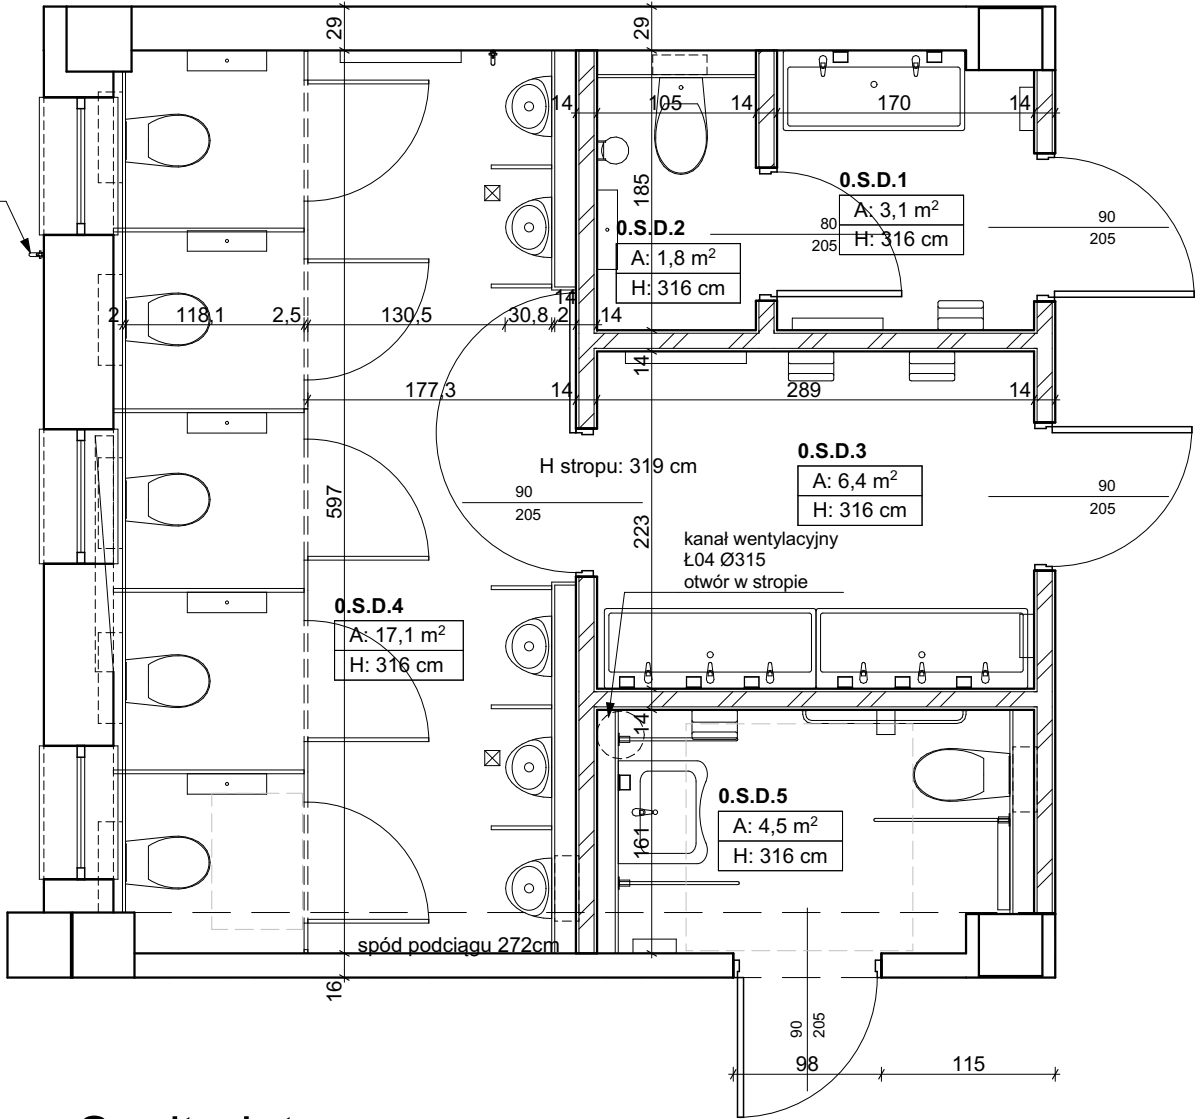 29
29
14
105
14
170
14
0.S.D.1
A: 3,1 m²
H: 316 cm
185
80
205
90
205
0.S.D.2
A: 1,8 m²
H: 316 cm
2
118,1
2,5
130,5
30,8
2
14
14
14
177,3
14
289
14
0.S.D.3
A: 6,4 m²
H: 316 cm
H stropu: 319 cm
90
205
90
205
597
223
kanał wentylacyjny
Ł04 Ø315
otwór w stropie
0.S.D.4
A: 17,1 m²
H: 316 cm
14
0.S.D.5
A: 4,5 m²
H: 316 cm
161
spód podciągu 272cm
16
90
205
98
115